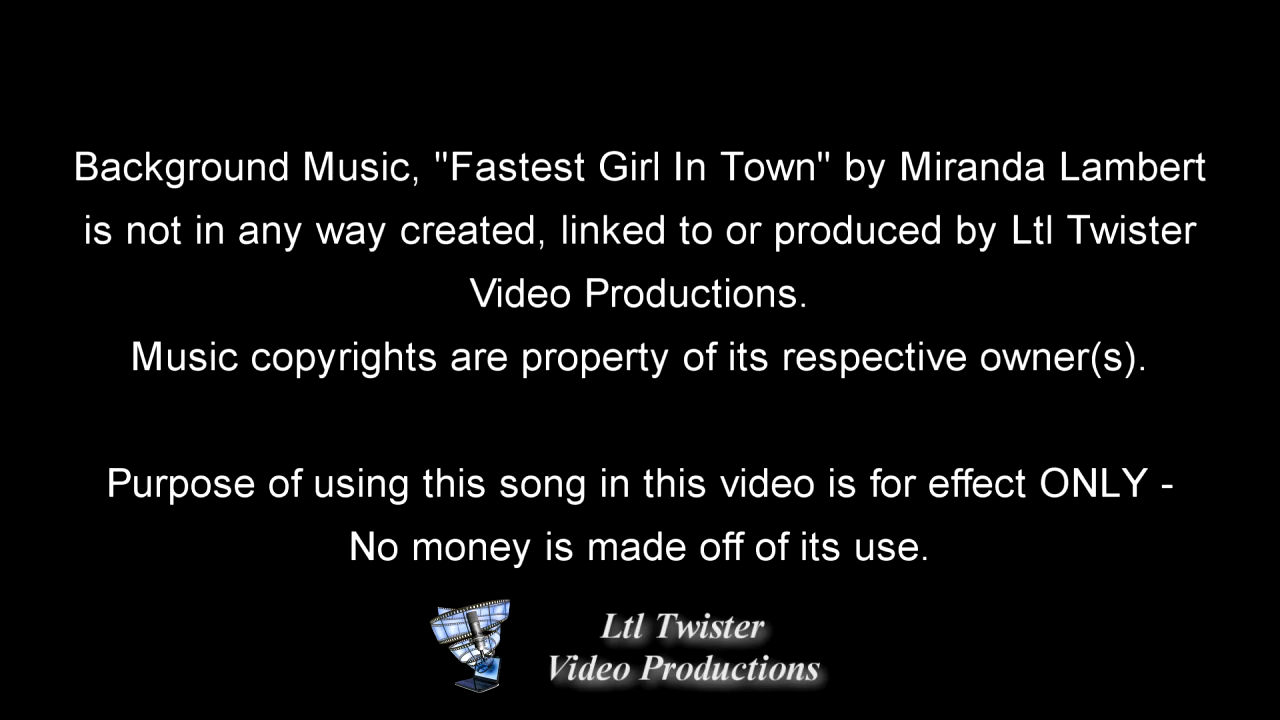 Background Music, "Fastest Girl In Town" by Miranda Lambert
is not in any way created, linked to or produced by Ltl Twister
Video Productions.
Music copyrights are property of its respective owner(s).
Purpose of using this song in this video is for effect ONLY -
No money is made off of its use.
Ltl Twister
Video Productions